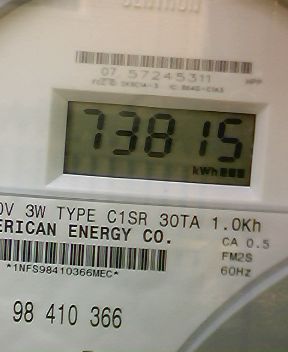 CENTRON
07 57245311
73815
kWh
0V 3W TYPE C1SR 30TA 1.0Kh
ERICAN ENERGY CO.
CA 0.5
FM2S
60Hz
*1NFS98410366MEC*
98 410 366